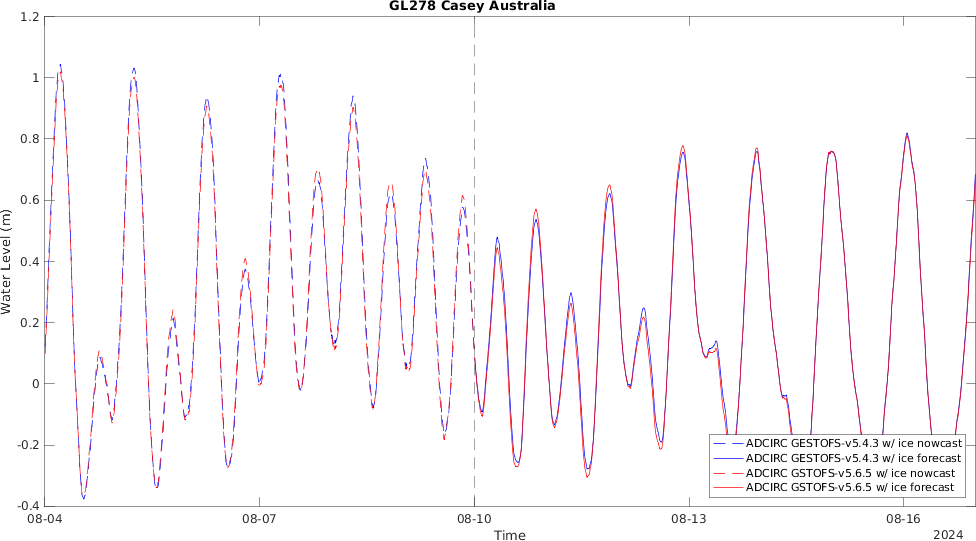 GL278 Casey Australia
1.2
1
0.8
0.6
0.4
0.2
0
-0.2
-0.4
Water Level (m)
ADCIRC GESTOFS-v5.4.3 w/ ice nowcast
ADCIRC GESTOFS-v5.4.3 w/ ice forecast
ADCIRC GSTOFS-v5.6.5 w/ ice nowcast
ADCIRC GSTOFS-v5.6.5 w/ ice forecast
08-04 08-07 08-10 08-13 08-16
Time
2024